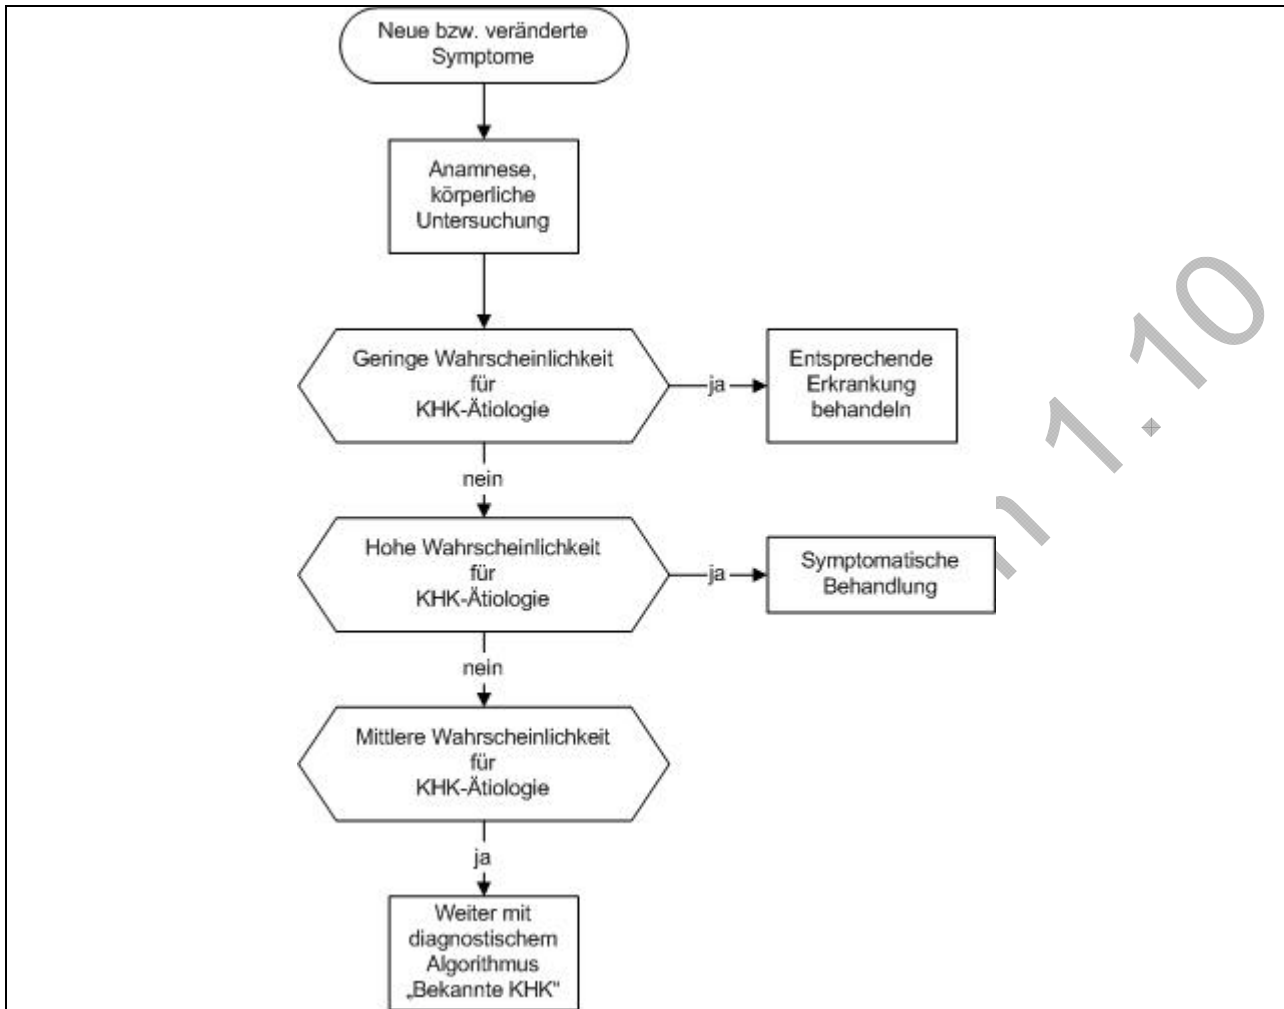 Neue bzw. veränderte
Symptome
Anamnese,
körperliche
Untersuchung
Geringe Wahrscheinlichkeit
für
KHK-Ätiologie
ja
Entsprechende
Erkrankung
behandeln
nein
Hohe Wahrscheinlichkeit
für
KHK-Ätiologie
ja
Symptomatische
Behandlung
nein
Mittlere Wahrscheinlichkeit
für
KHK-Ätiologie
ja
Weiter mit
diagnostischem
Algorithmus
„Bekannte KHK"
1.10